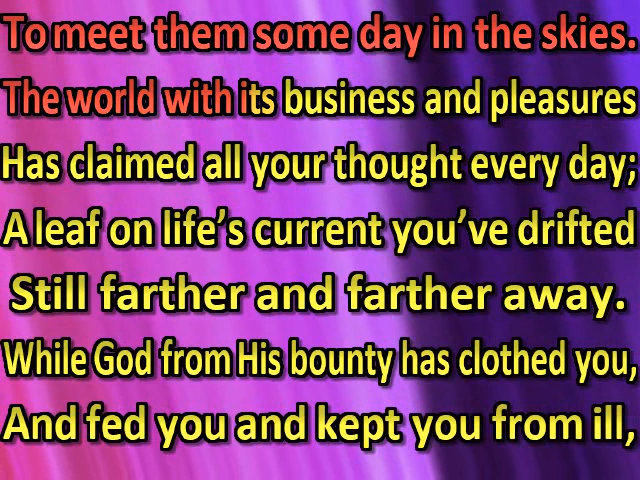 To meet them some day in the skies.
The world with its business and pleasures
Has claimed all your thought every day;
A leaf on life’s current you’ve drifted
Still farther and farther away.
While God from His bounty has clothed you,
And fed you and kept you from ill,